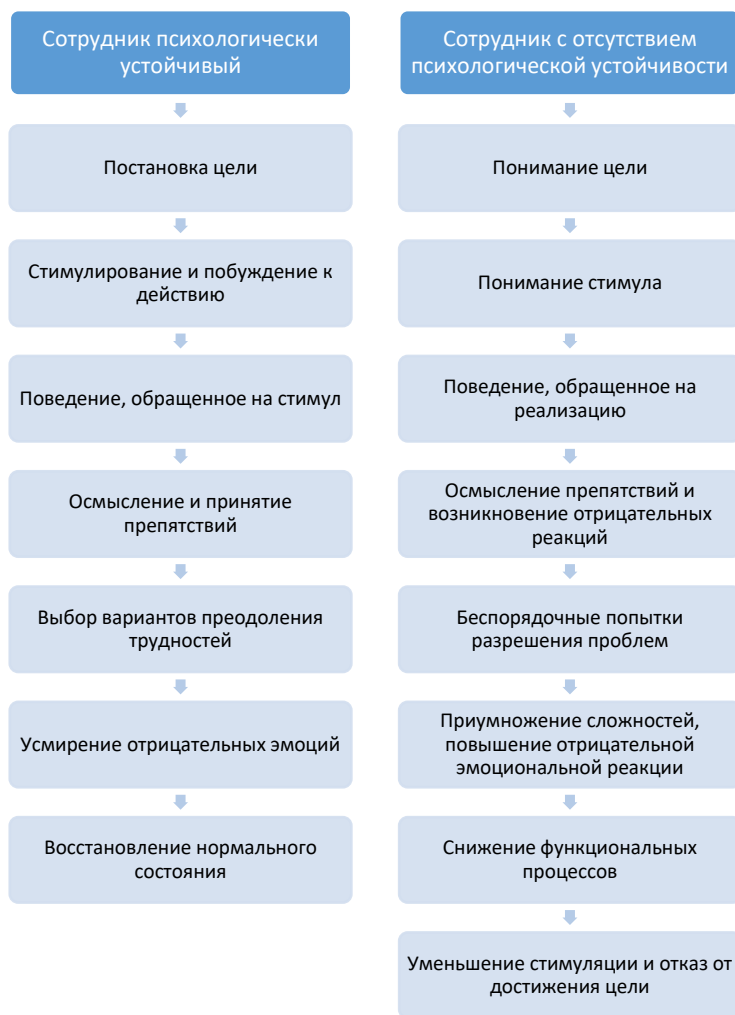 Сотрудник психологически
устойчивый
Постановка цели
Стимулирование и побуждение к
действию
Поведение, обращенное на стимул
Осмысление и принятие
препятствий
Выбор вариантов преодоления
трудностей
Усмирение отрицательных эмоций
Восстановление нормального
состояния
Сотрудник с отсутствием
психологической устойчивости
Понимание цели
Понимание стимула
Поведение, обращенное на
реализацию
Осмысление препятствий и
возникновение отрицательных
реакций
Беспорядочные попытки
разрешения проблем
Приумножение сложностей,
повышение отрицательной
эмоциональной реакции
Снижение функциональных
процессов
Уменьшение стимуляции и отказ от
достижения цели